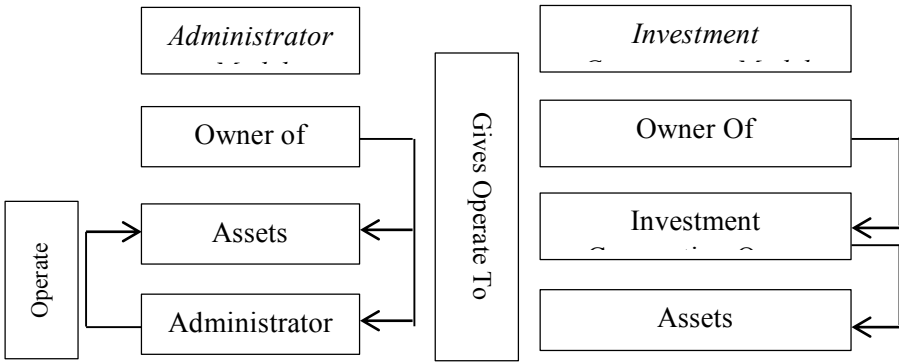 Administrator
Owner of
Assets
Administrator
Operate
Gives Operate To
Investment
Owner Of
Investment
Assets